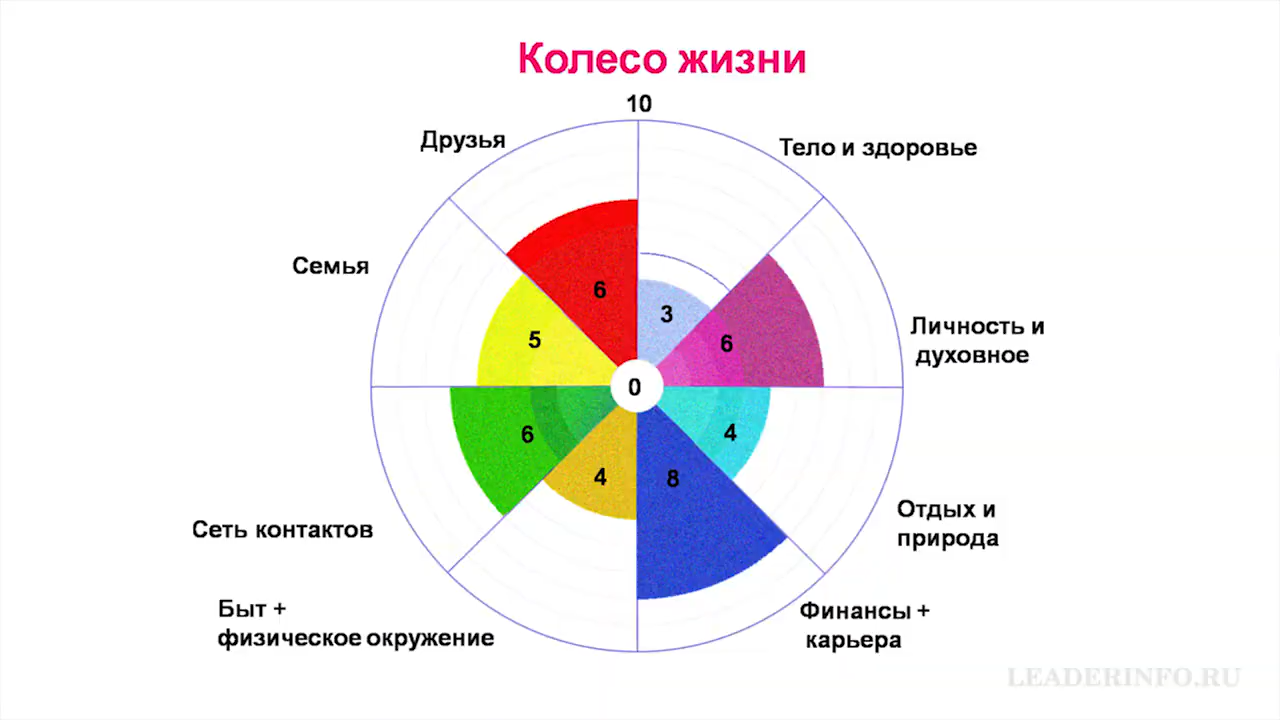 Колесо жизни
10
Друзья
Тело и здоровье
Семья
6
3
Личность и
духовное
5
6
0
6
4
4
8
Отдых и
природа
Сеть контактов
Быт +
физическое окружение
Финансы +
карьера
LEADERINFO.RU